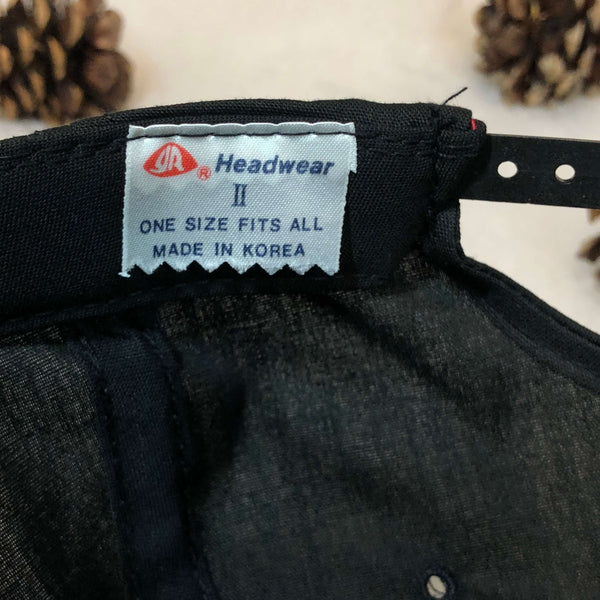 ® Headwear
II
ONE SIZE FITS ALL
MADE IN KOREA